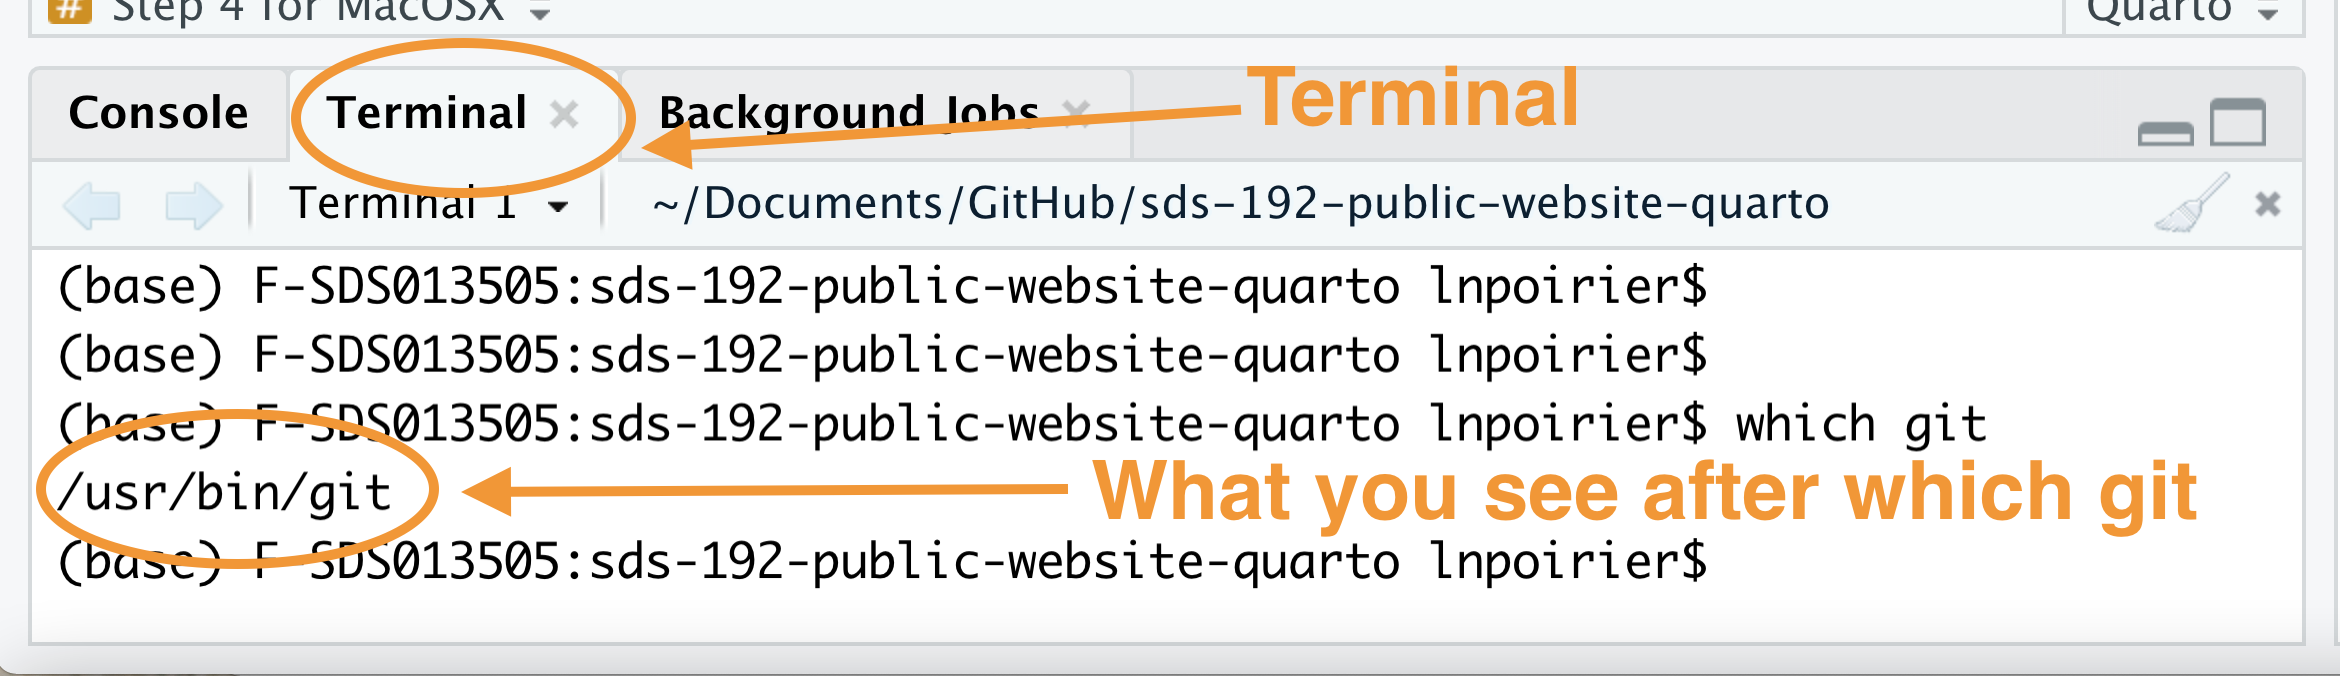 # Step 4 for MacOSX
Quarto
Console
Terminal
Background Jobs
Terminal
Terminal 1
~/Documents/GitHub/sds-192-public-website-quarto
(base) F-SDS013505:sds-192-public-website-quarto lnpoirier$
(base) F-SDS013505:sds-192-public-website-quarto lnpoirier$
(base) F-SDS013505:sds-192-public-website-quarto lnpoirier$ which git
/usr/bin/git
What you see after which git
(base) F-SDS013505:sds-192-public-website-quarto lnpoirier$